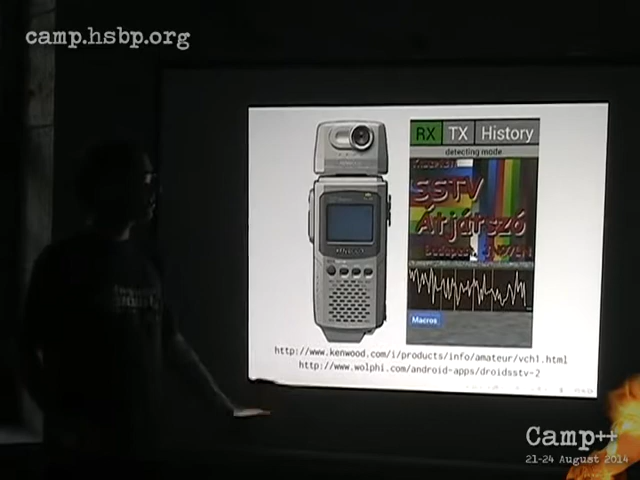 camp.hsbp.org
RX TX History
detecting mode
SSTV
Átjátszó
Budapest
Macros
http://www.kenwood.com/i/products/info/amateur/vch1.html
http://www.wolphi.com/android-apps/droidsstv-2
Camp++
21-24 August 2014